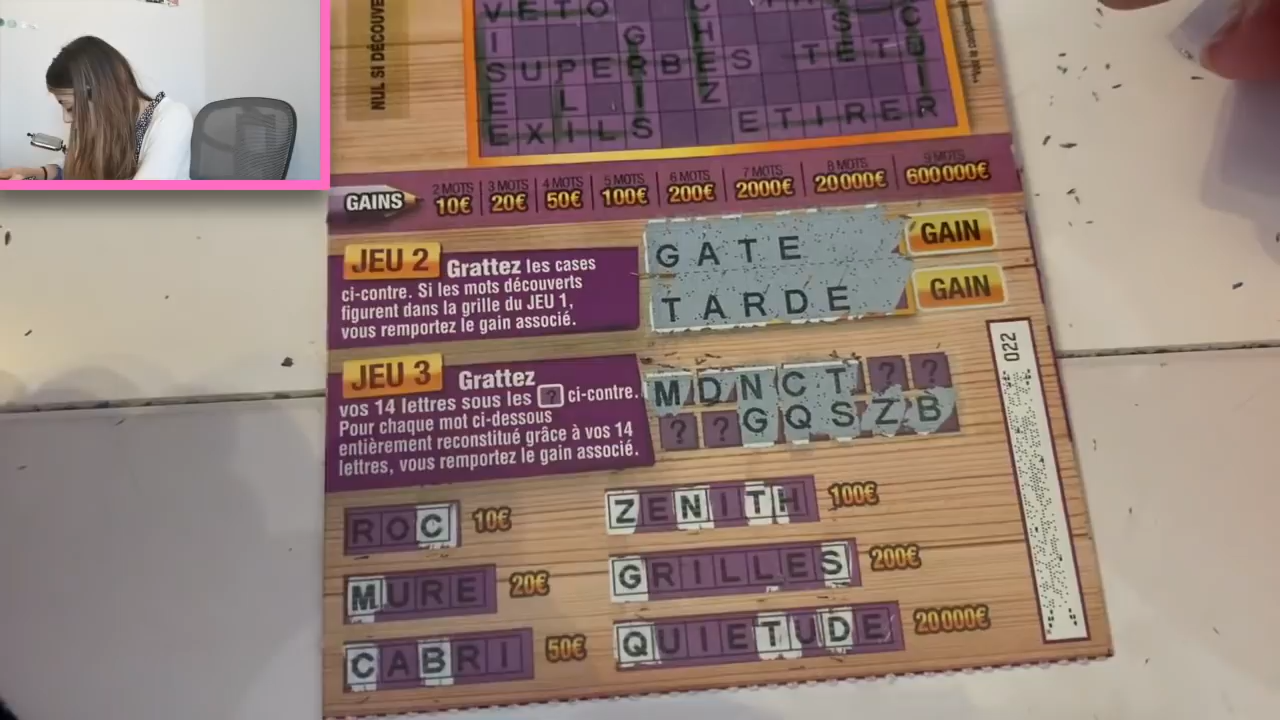 NUL SI DÉCOUVE
VETO
SUPERBES TETU
EXILS ETIRER
GAINS
2 MOTS 3 MOTS 4 MOTS 5 MOTS 6 MOTS 7 MOTS 8 MOTS 9 MOTS
10€ 20€ 50€ 100€ 200€ 2000€ 20000€ 600000€
JEU 2 Grattez les cases
ci-contre. Si les mots découverts
figurent dans la grille du JEU 1,
vous remportez le gain associé.
GATE GAIN
TARDE GAIN
JEU 3 Grattez
vos 14 lettres sous les ? ci-contre.
Pour chaque mot ci-dessous
entièrement reconstitué grâce à vos 14
lettres, vous remportez le gain associé.
M D N C T ? ?
? ? G Q S Z B
022
ROC 10€
MURE 20€
CABRI 50€
ZENITH 100€
GRILLES 200€
QUIETUDE 20000€